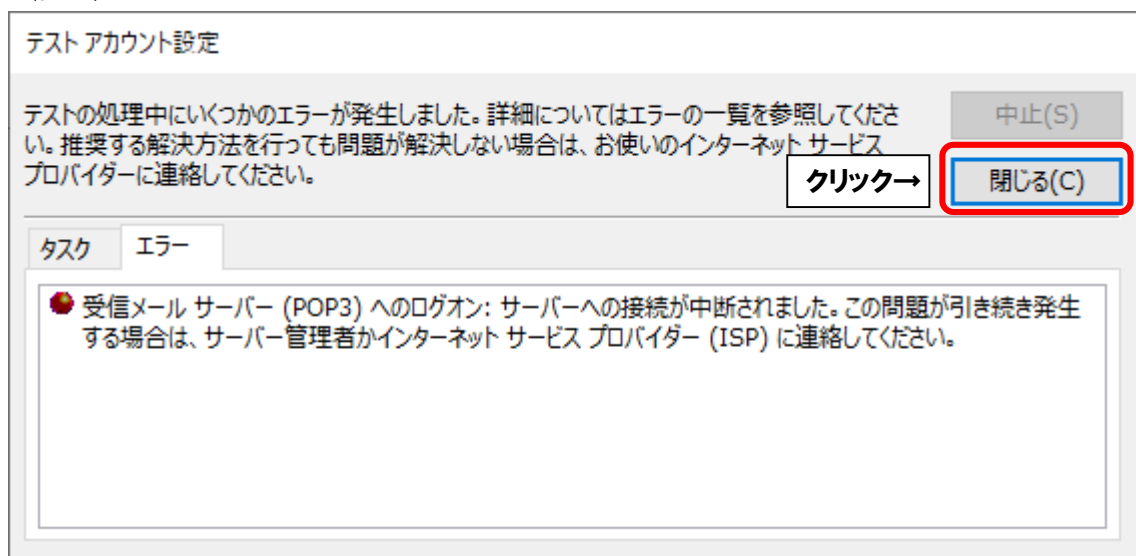 テスト アカウント設定
テストの処理中にいくつかのエラーが発生しました。詳細についてはエラーの一覧を参照してくださ
い。推奨する解決方法を行っても問題が解決しない場合は、お使いのインターネット サービス
プロバイダーに連絡してください。
中止(S)
クリック→
閉じる(C)
タスク
エラー
受信メール サーバー (POP3) へのログオン: サーバーへの接続が中断されました。この問題が引き続き発生
する場合は、サーバー管理者かインターネット サービス プロバイダー (ISP) に連絡してください。